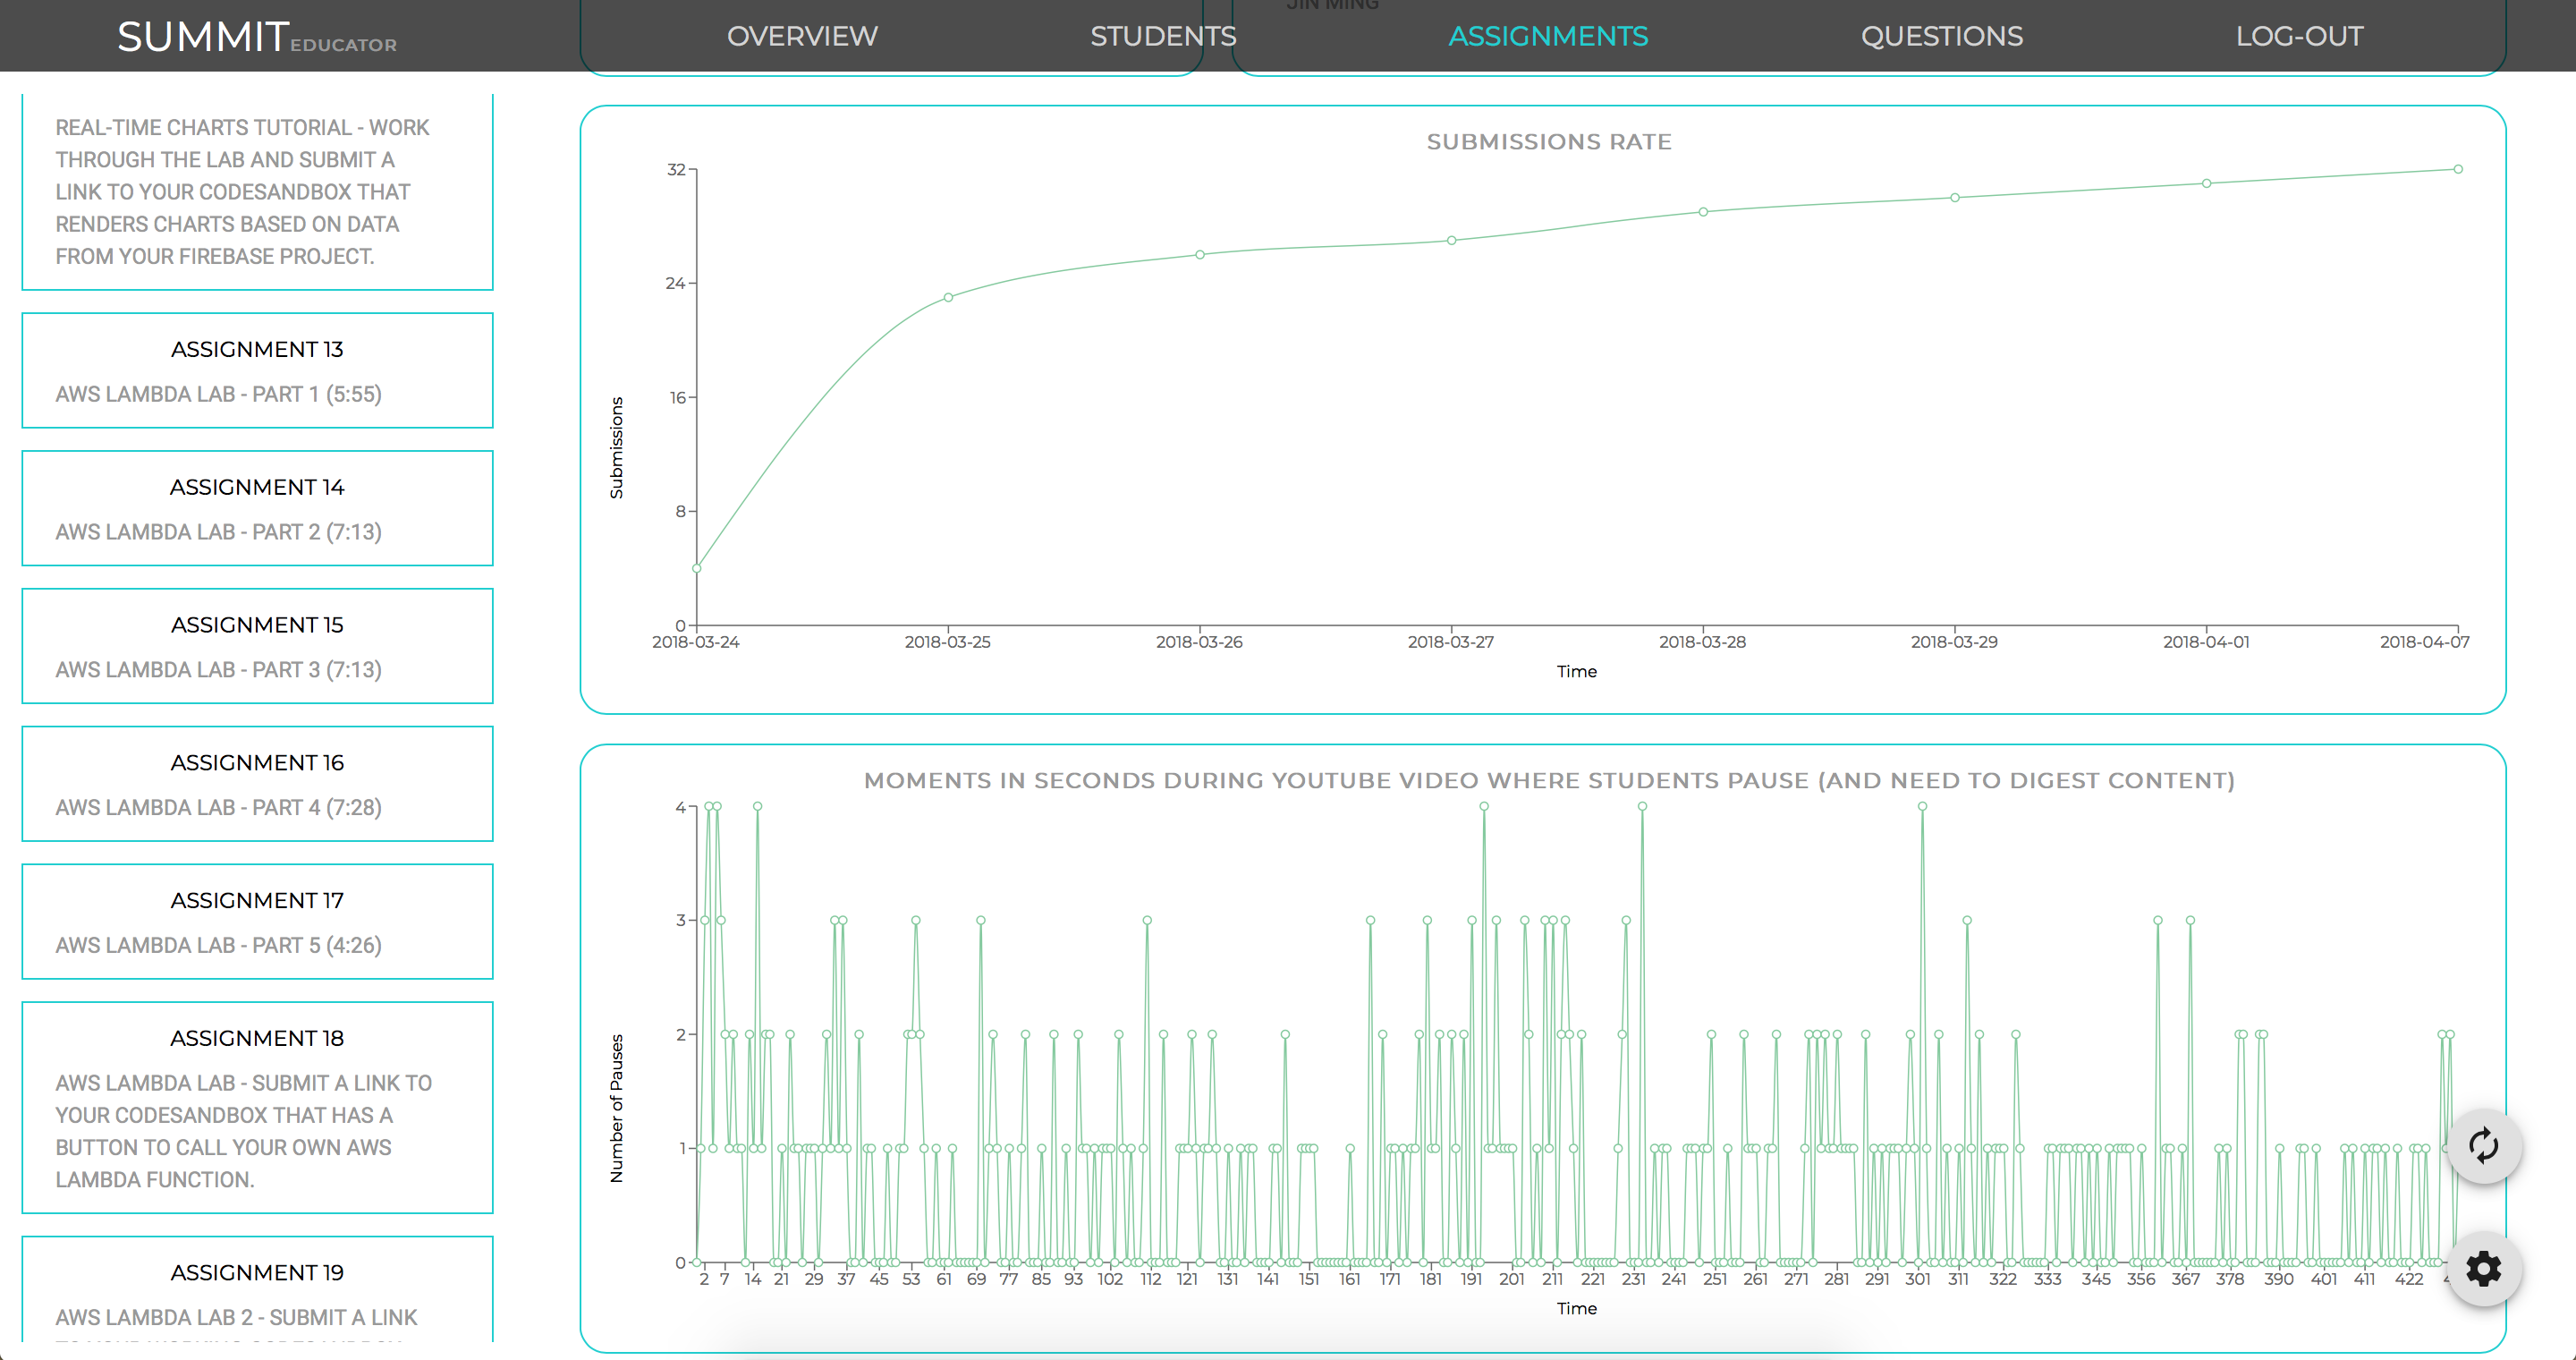 JIN MING
SUMMIT EDUCATOR
OVERVIEW
STUDENTS
ASSIGNMENTS
QUESTIONS
LOG-OUT
REAL-TIME CHARTS TUTORIAL - WORK
THROUGH THE LAB AND SUBMIT A
LINK TO YOUR CODESANDBOX THAT
RENDERS CHARTS BASED ON DATA
FROM YOUR FIREBASE PROJECT.
ASSIGNMENT 13
AWS LAMBDA LAB - PART 1 (5:55)
ASSIGNMENT 14
AWS LAMBDA LAB - PART 2 (7:13)
ASSIGNMENT 15
AWS LAMBDA LAB - PART 3 (7:13)
ASSIGNMENT 16
AWS LAMBDA LAB - PART 4 (7:28)
ASSIGNMENT 17
AWS LAMBDA LAB - PART 5 (4:26)
ASSIGNMENT 18
AWS LAMBDA LAB - SUBMIT A LINK TO
YOUR CODESANDBOX THAT HAS A
BUTTON TO CALL YOUR OWN AWS
LAMBDA FUNCTION.
ASSIGNMENT 19
AWS LAMBDA LAB 2 - SUBMIT A LINK
SUBMISSIONS RATE
32
24
16
8
0
Submissions
2018-03-24 2018-03-25 2018-03-26 2018-03-27 2018-03-28 2018-03-29 2018-04-01 2018-04-07
Time
MOMENTS IN SECONDS DURING YOUTUBE VIDEO WHERE STUDENTS PAUSE (AND NEED TO DIGEST CONTENT)
4
3
2
1
0
Number of Pauses
2 7 14 21 29 37 45 53 61 69 77 85 93 102 112 121 131 141 151 161 171 181 191 201 211 221 231 241 251 261 271 281 291 301 311 322 333 345 356 367 378 390 401 411 422
Time